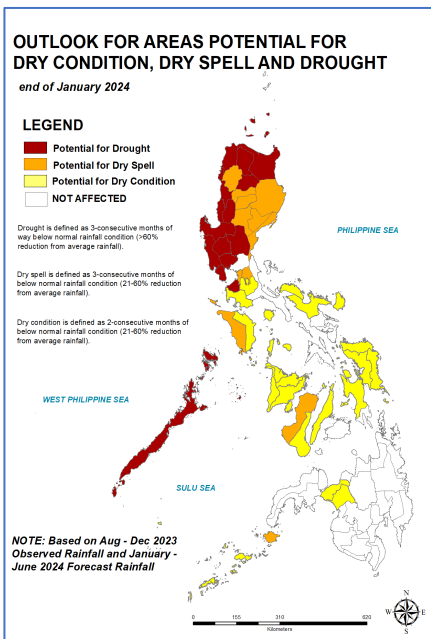 OUTLOOK FOR AREAS POTENTIAL FOR
DRY CONDITION, DRY SPELL AND DROUGHT
end of January 2024
LEGEND
Potential for Drought
Potential for Dry Spell
Potential for Dry Condition
NOT AFFECTED
Drought is defined as 3-consecutive months of
way below normal rainfall condition (>60%
reduction from average rainfall).
PHILIPPINE SEA
Dry spell is defined as 3-consecutive months of
below normal rainfall condition (21-60% reduction
from average rainfall).
Dry condition is defined as 2-consecutive months of
below normal rainfall condition (21-60% reduction
from average rainfall).
WEST PHILIPPINE SEA
SULU SEA
NOTE: Based on Aug - Dec 2023
Observed Rainfall and January -
June 2024 Forecast Rainfall
N
W E
S
0 155 310 620
Kilometers